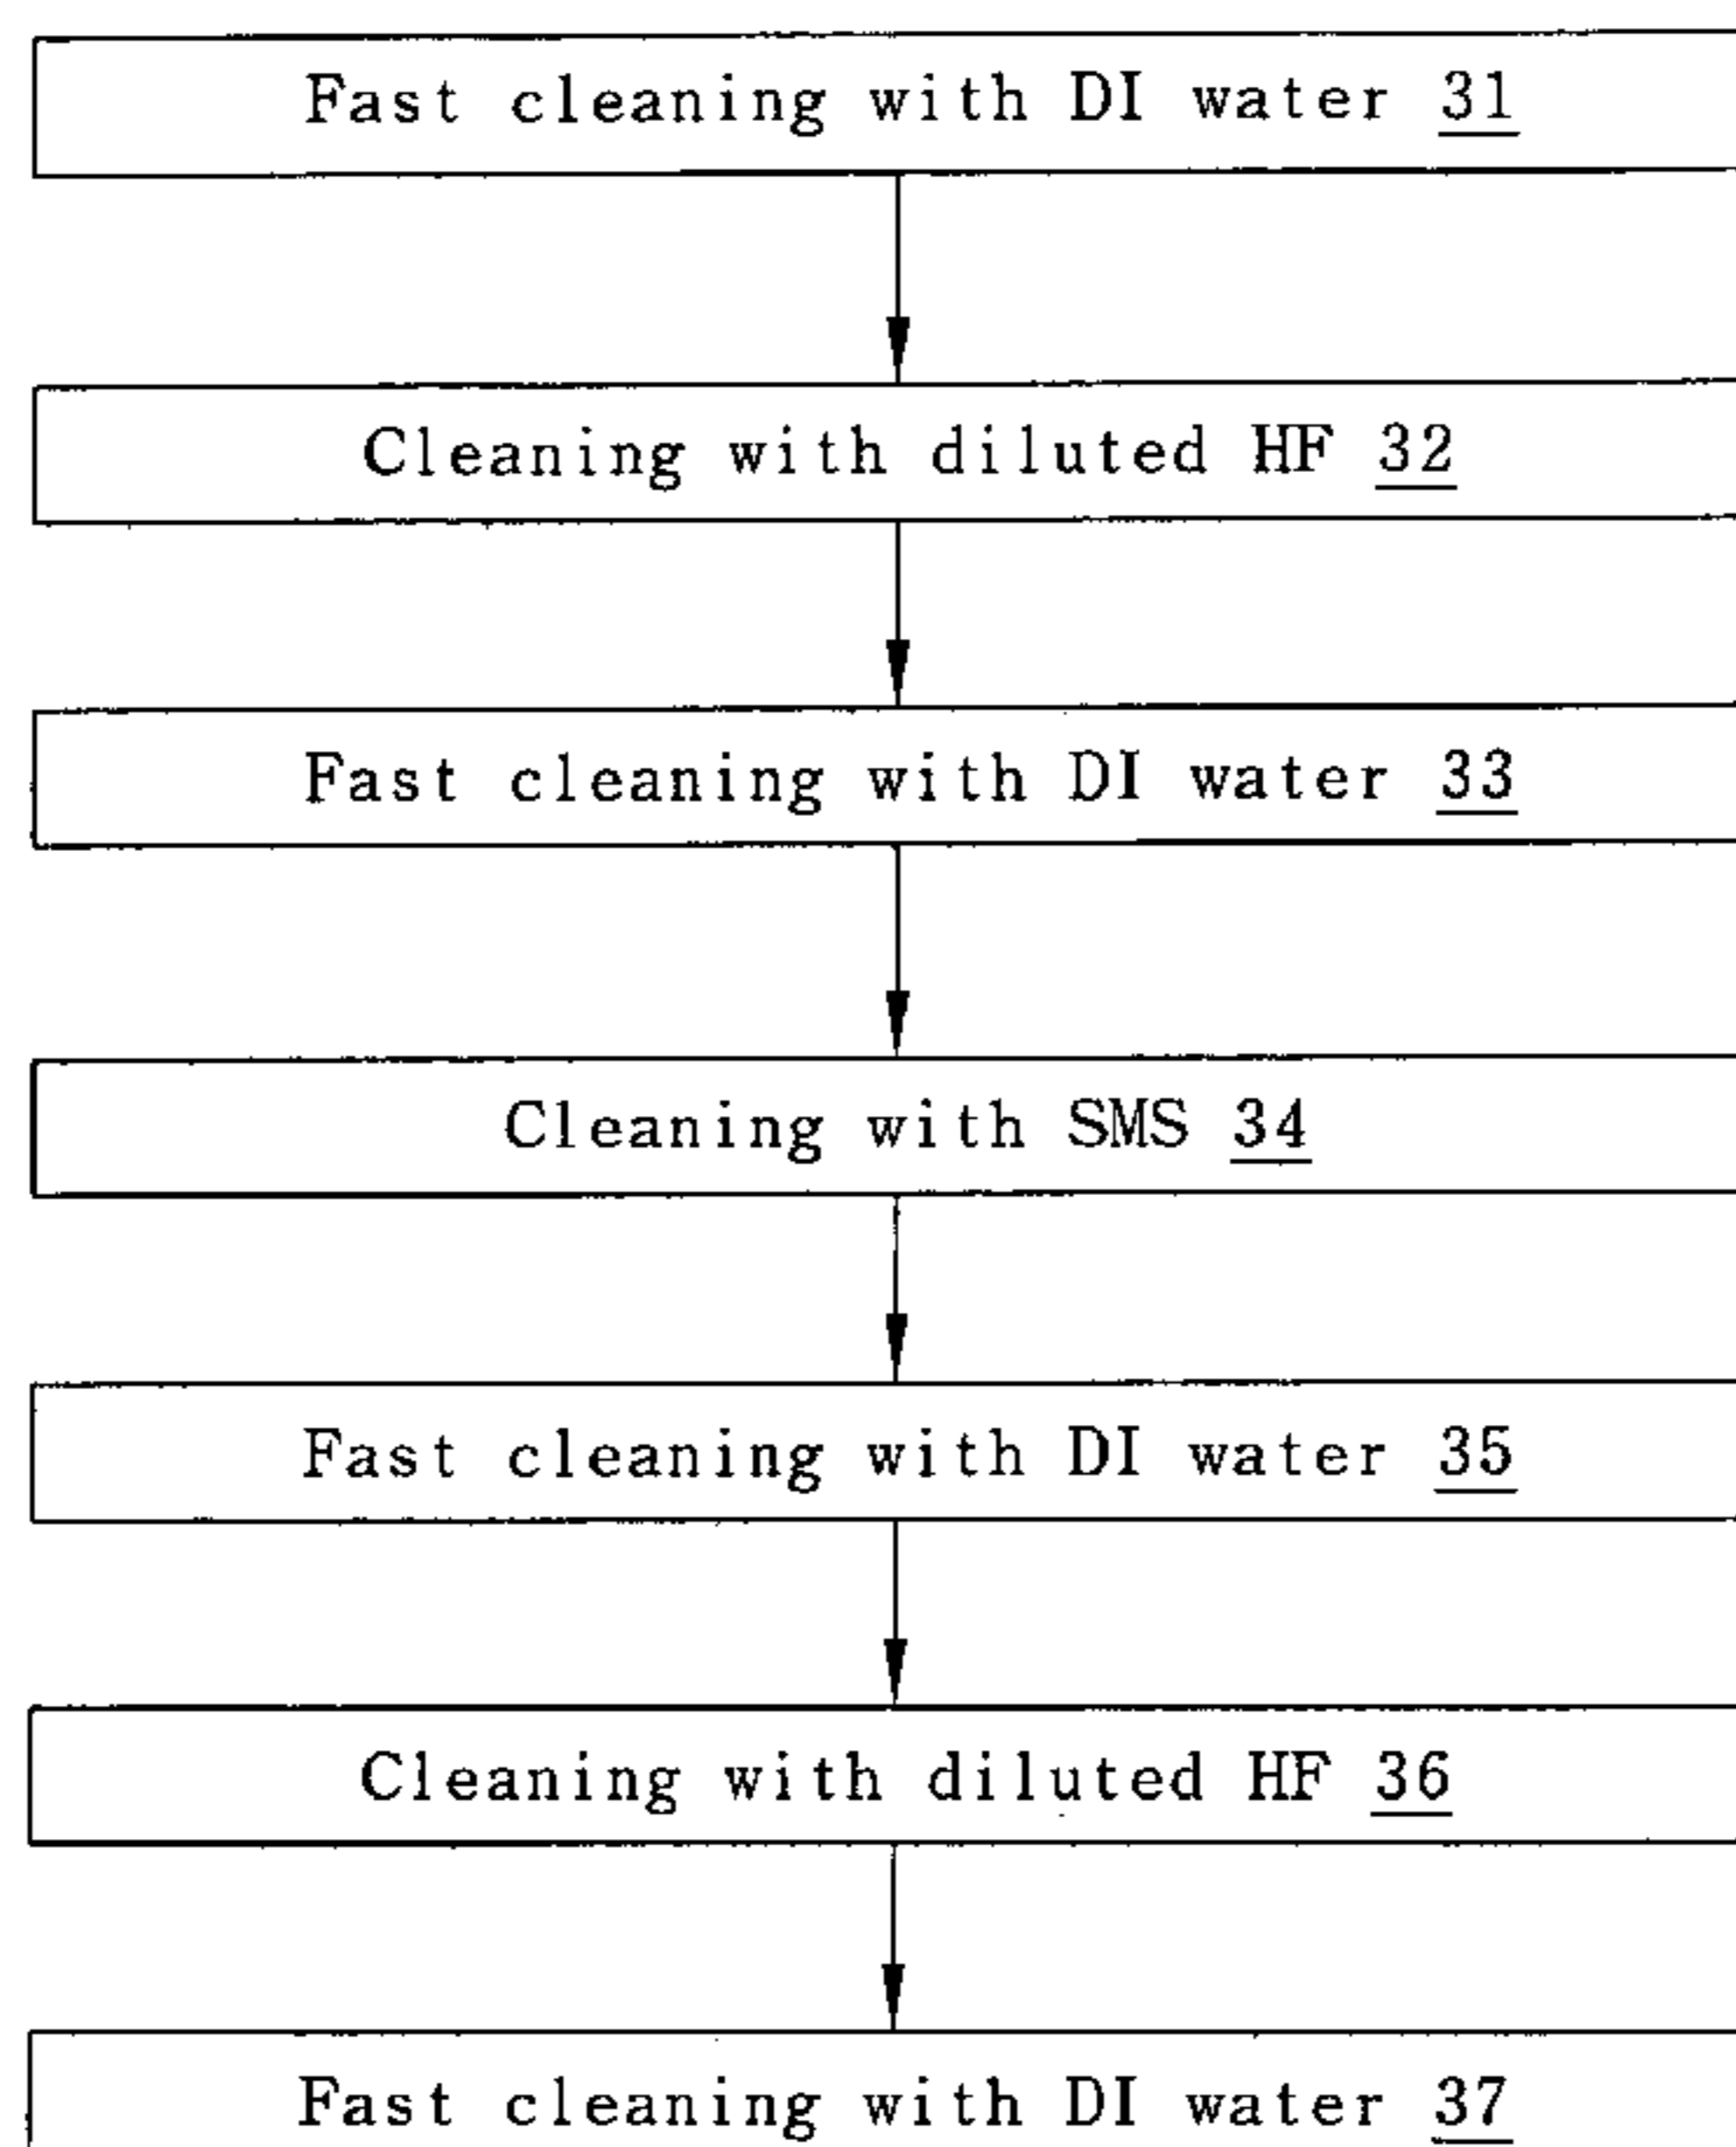 Fast cleaning with DI water 31
Cleaning with diluted HF 32
Fast cleaning with DI water 33
Cleaning with SMS 34
Fast cleaning with DI water 35
Cleaning with diluted HF 36
Fast cleaning with DI water 37